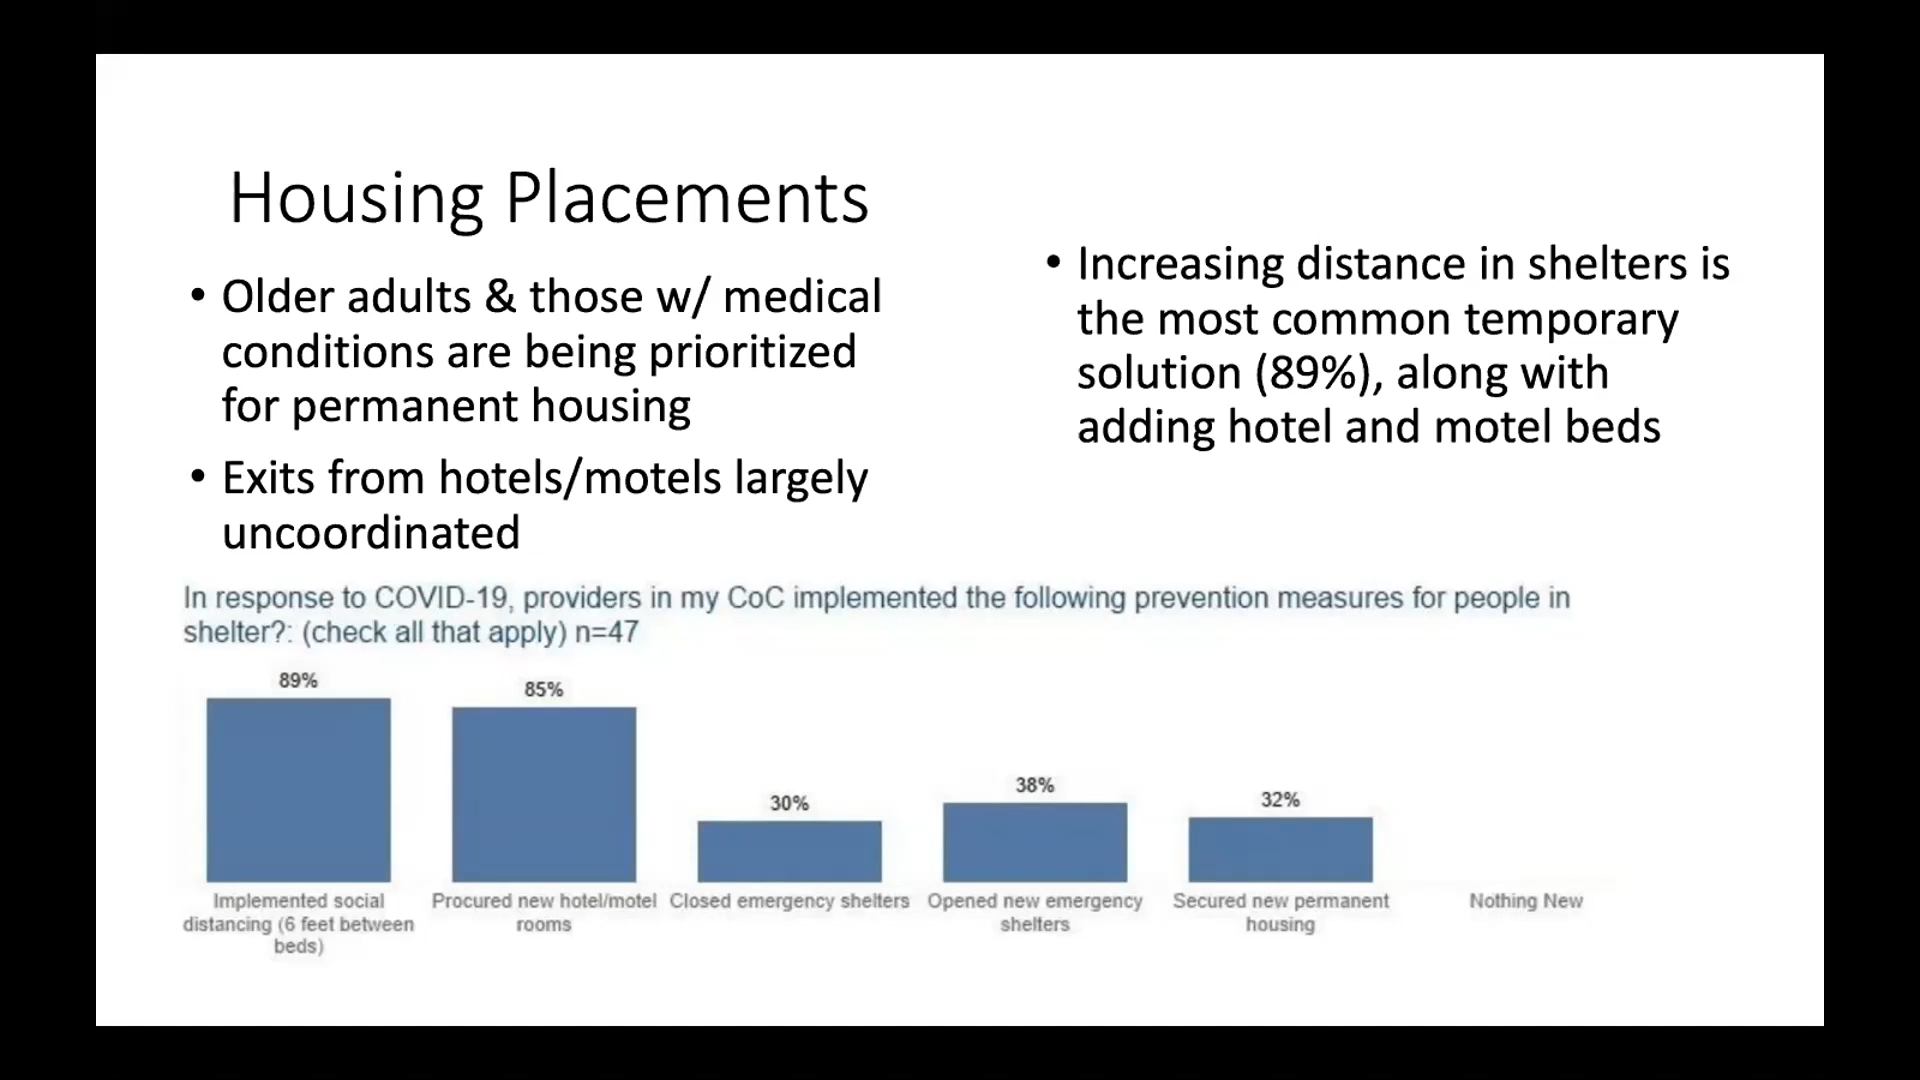 Housing Placements
• Older adults & those w/ medical
conditions are being prioritized
for permanent housing
• Exits from hotels/motels largely
uncoordinated
• Increasing distance in shelters is
the most common temporary
solution (89%), along with
adding hotel and motel beds
In response to COVID-19, providers in my CoC implemented the following prevention measures for people in
shelter?: (check all that apply) n=47
89%
85%
30%
38%
32%
Implemented social
distancing (6 feet between
beds)
Procured new hotel/motel
rooms
Closed emergency shelters
Opened new emergency
shelters
Secured new permanent
housing
Nothing New